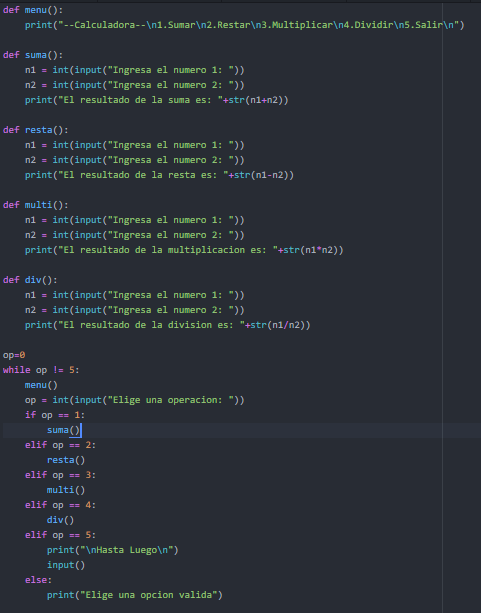 def menu():
    print("--Calculadora--\n1.Sumar\n2.Restar\n3.Multiplicar\n4.Dividir\n5.Salir\n")
def suma():
    n1 = int(input("Ingresa el numero 1: "))
    n2 = int(input("Ingresa el numero 2: "))
    print("El resultado de la suma es: "+str(n1+n2))
def resta():
    n1 = int(input("Ingresa el numero 1: "))
    n2 = int(input("Ingresa el numero 2: "))
    print("El resultado de la resta es: "+str(n1-n2))
def multi():
    n1 = int(input("Ingresa el numero 1: "))
    n2 = int(input("Ingresa el numero 2: "))
    print("El resultado de la multiplicacion es: "+str(n1*n2))
def div():
    n1 = int(input("Ingresa el numero 1: "))
    n2 = int(input("Ingresa el numero 2: "))
    print("El resultado de la division es: "+str(n1/n2))
op=0
while op != 5:
    menu()
    op = int(input("Elige una operacion: "))
    if op == 1:
        suma()
    elif op == 2:
        resta()
    elif op == 3:
        multi()
    elif op == 4:
        div()
    elif op == 5:
        print("\nHasta Luego\n")
        input()
    else:
        print("Elige una opcion valida")